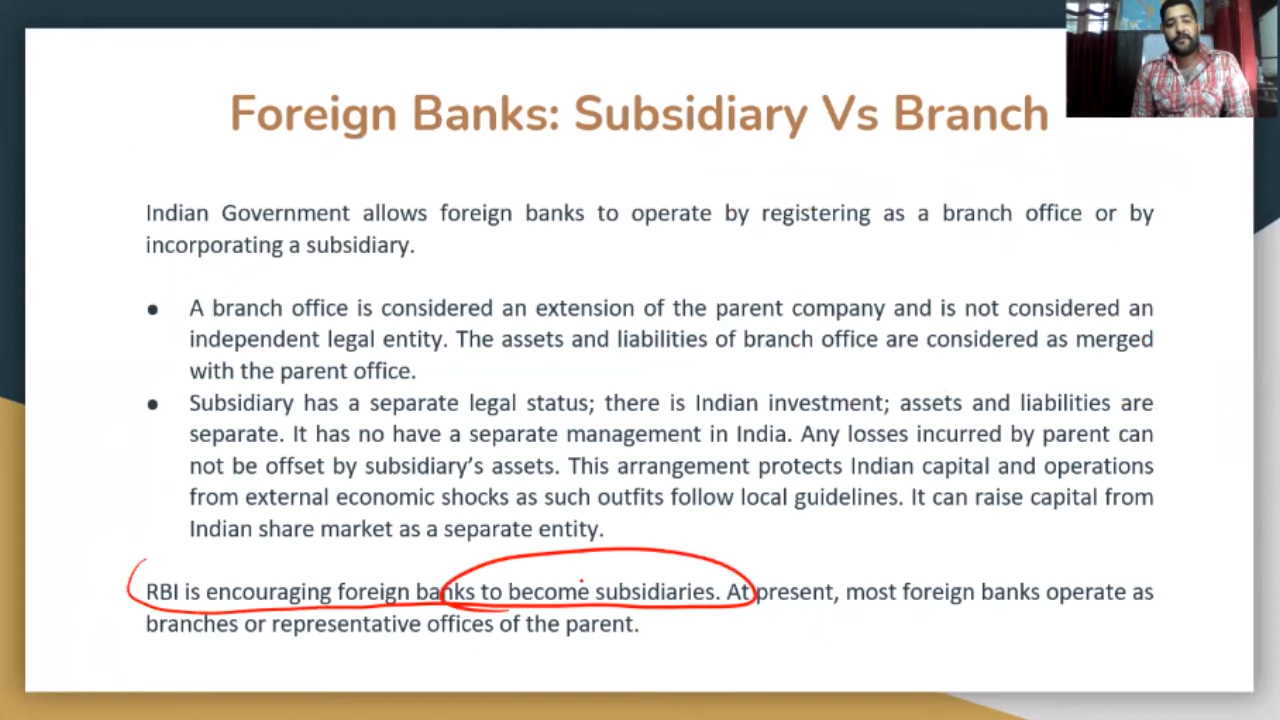 Foreign Banks: Subsidiary Vs Branch
Indian Government allows foreign banks to operate by registering as a branch office or by
incorporating a subsidiary.
● A branch office is considered an extension of the parent company and is not considered an
independent legal entity. The assets and liabilities of branch office are considered as merged
with the parent office.
● Subsidiary has a separate legal status; there is Indian investment; assets and liabilities are
separate. It has no have a separate management in India. Any losses incurred by parent can
not be offset by subsidiary’s assets. This arrangement protects Indian capital and operations
from external economic shocks as such outfits follow local guidelines. It can raise capital from
Indian share market as a separate entity.
RBI is encouraging foreign banks to become subsidiaries. At present, most foreign banks operate as
branches or representative offices of the parent.